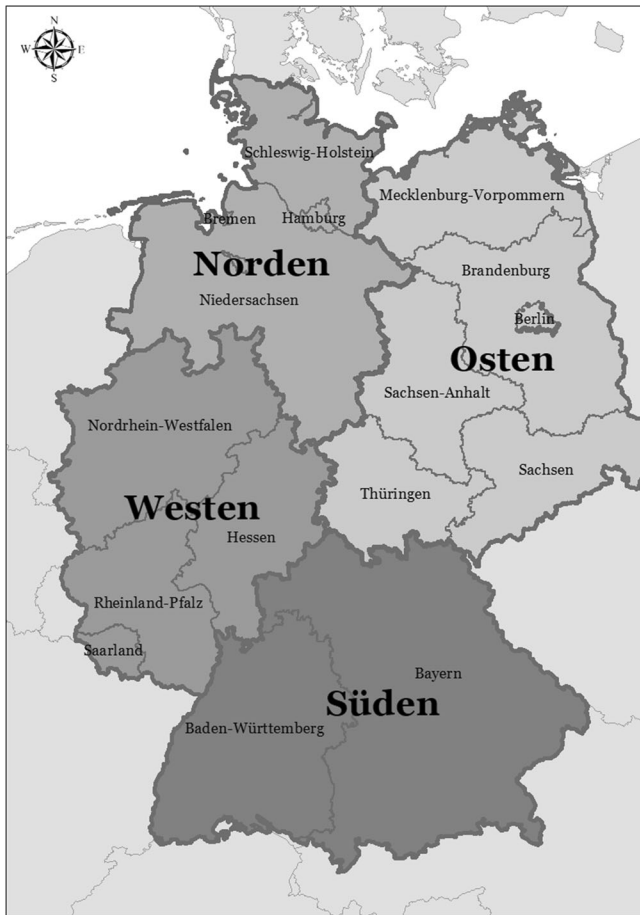 N
W E
S
Schleswig-Holstein
Mecklenburg-Vorpommern
Bremen
Hamburg
Norden
Brandenburg
Niedersachsen
Berlin
Osten
Sachsen-Anhalt
Nordrhein-Westfalen
Sachsen
Thüringen
Westen
Hessen
Rheinland-Pfalz
Saarland
Bayern
Süden
Baden-Württemberg